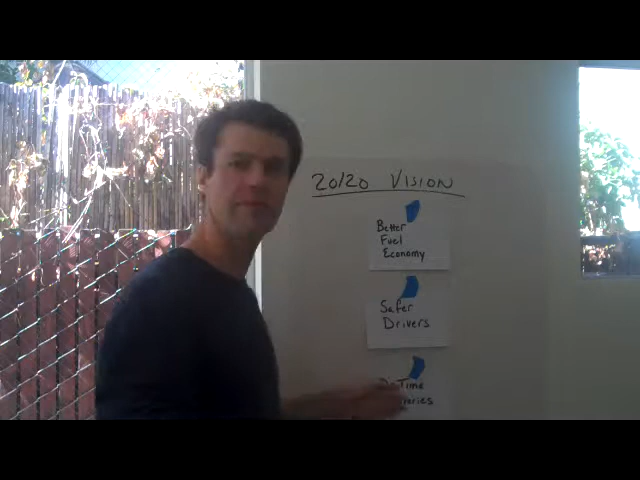 20/20 VISION
Better
Fuel
Economy
Safer
Drivers
Time